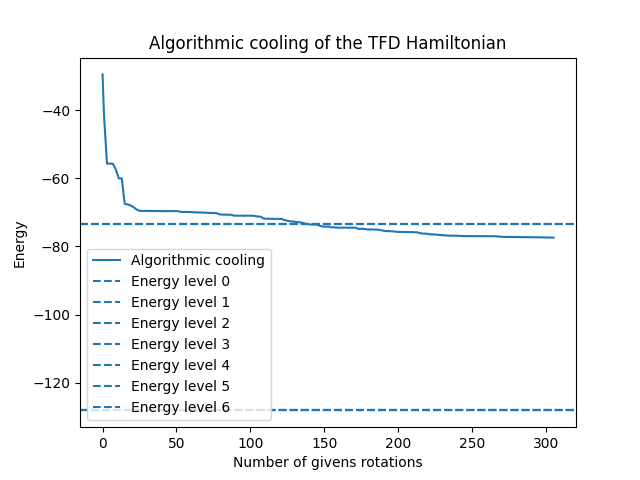 Algorithmic cooling of the TFD Hamiltonian
Energy
−40
−60
−80
−100
−120
Algorithmic cooling
Energy level 0
Energy level 1
Energy level 2
Energy level 3
Energy level 4
Energy level 5
Energy level 6
0 50 100 150 200 250 300
Number of givens rotations